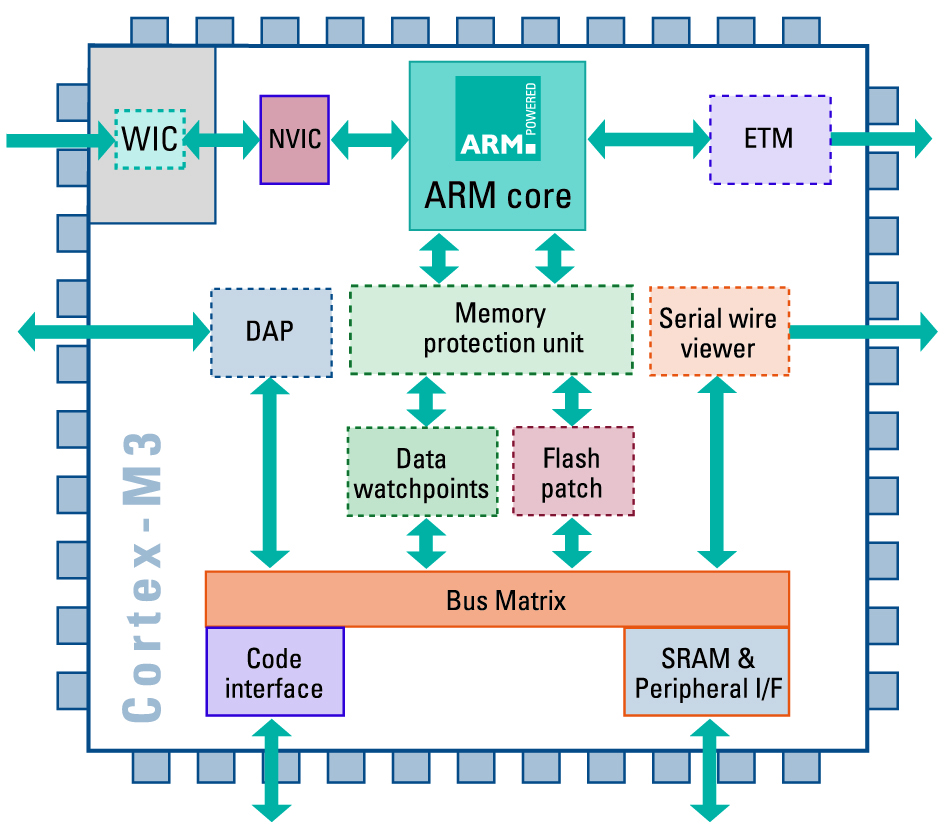 WIC
NVIC
ARM
POWERED
ARM core
ETM
DAP
Memory
protection unit
Serial wire
viewer
Data
watchpoints
Flash
patch
Cortex-M3
Bus Matrix
Code
interface
SRAM &
Peripheral I/F